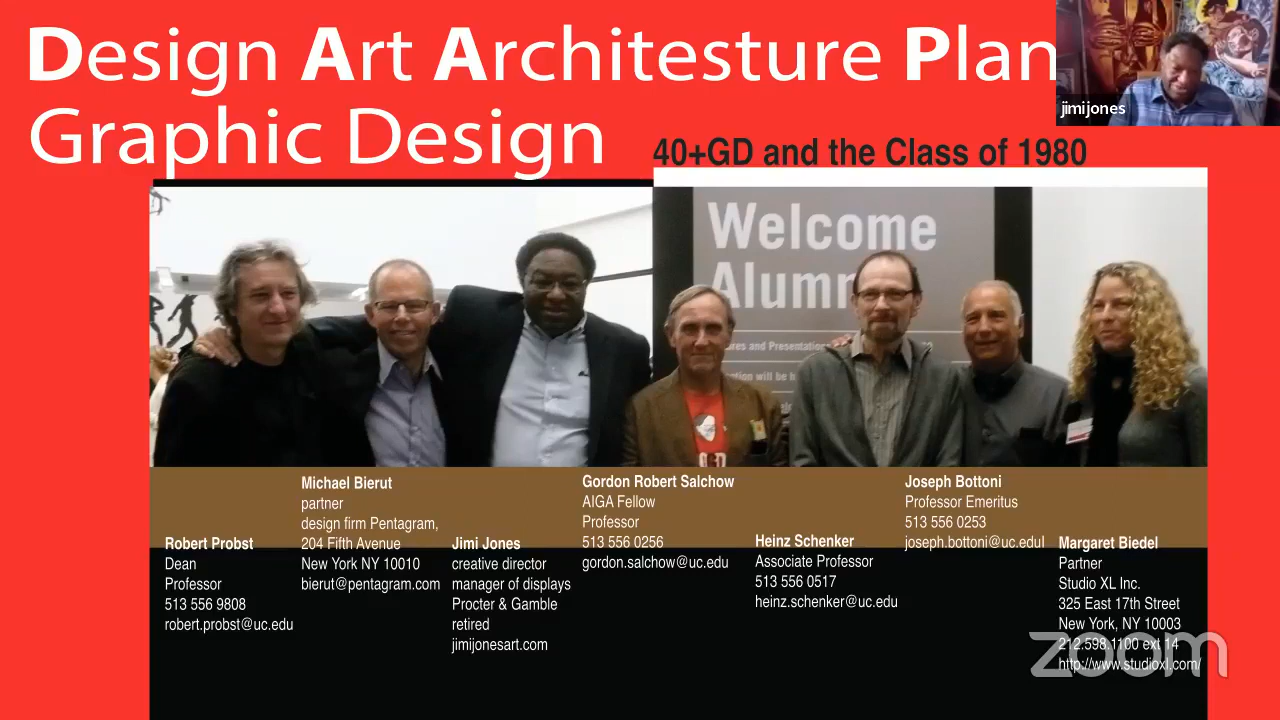 Design Art Architesture Plan
Graphic Design
jimijones
40+GD and the Class of 1980
Welcome
Alumn
ures and Presentations
ntion will be h
Robert Probst
Dean
Professor
513 556 9808
robert.probst@uc.edu
Michael Bierut
partner
design firm Pentagram,
204 Fifth Avenue
New York NY 10010
bierut@pentagram.com
Jimi Jones
creative director
manager of displays
Procter & Gamble
retired
jimijonesart.com
Gordon Robert Salchow
AIGA Fellow
Professor
513 556 0256
gordon.salchow@uc.edu
Heinz Schenker
Associate Professor
513 556 0517
heinz.schenker@uc.edu
Joseph Bottoni
Professor Emeritus
513 556 0253
joseph.bottoni@uc.edul
Margaret Biedel
Partner
Studio XL Inc.
325 East 17th Street
New York, NY 10003
212.598.1100 ext 14
http://www.studioxl.com/
zoom